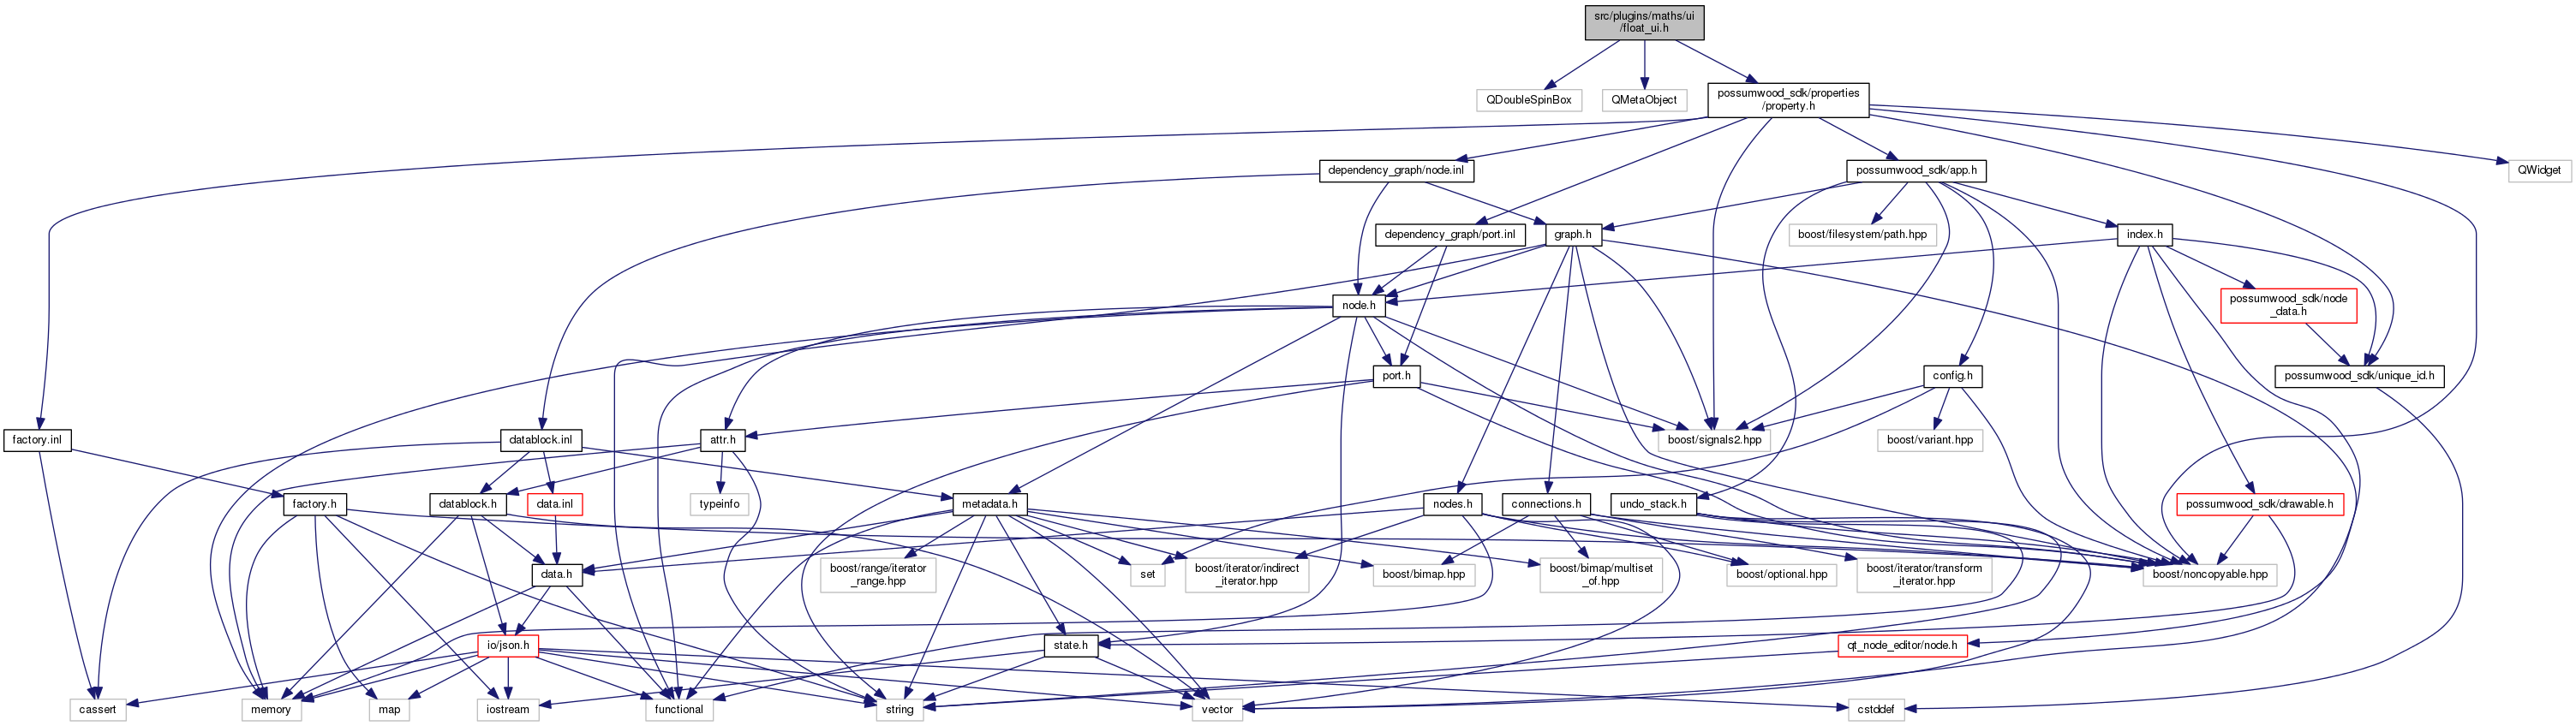 src/plugins/maths/ui
/float_ui.h
QDoubleSpinBox
QMetaObject
possumwood_sdk/properties
/property.h
dependency_graph/node.inl
possumwood_sdk/app.h
QWidget
dependency_graph/port.inl
graph.h
boost/filesystem/path.hpp
index.h
node.h
possumwood_sdk/node
_data.h
port.h
config.h
possumwood_sdk/unique_id.h
factory.inl
datablock.inl
attr.h
boost/signals2.hpp
boost/variant.hpp
factory.h
datablock.h
data.inl
typeinfo
metadata.h
nodes.h
connections.h
undo_stack.h
possumwood_sdk/drawable.h
data.h
boost/range/iterator
_range.hpp
set
boost/iterator/indirect
_iterator.hpp
boost/bimap.hpp
boost/bimap/multiset
_of.hpp
boost/optional.hpp
boost/iterator/transform
_iterator.hpp
boost/noncopyable.hpp
io/json.h
state.h
qt_node_editor/node.h
cassert
memory
map
iostream
functional
string
vector
cstddef